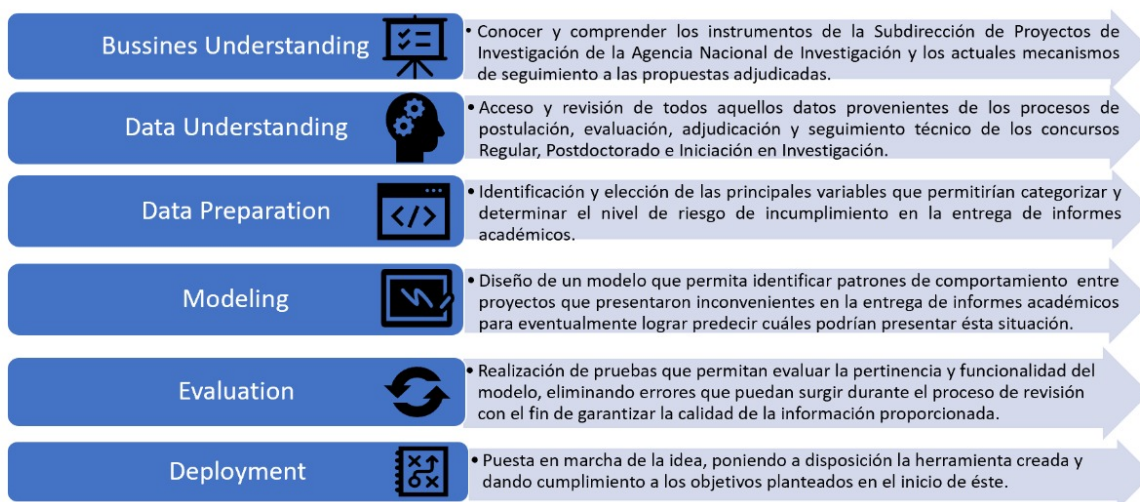 Bussines Understanding
• Conocer y comprender los instrumentos de la Subdirección de Proyectos de
Investigación de la Agencia Nacional de Investigación y los actuales mecanismos
de seguimiento a las propuestas adjudicadas.
Data Understanding
• Acceso y revisión de todos aquellos datos provenientes de los procesos de
postulación, evaluación, adjudicación y seguimiento técnico de los concursos
Regular, Postdoctorado e Iniciación en Investigación.
Data Preparation
</>
• Identificación y elección de las principales variables que permitirían categorizar y
determinar el nivel de riesgo de incumplimiento en la entrega de informes
académicos.
Modeling
• Diseño de un modelo que permita identificar patrones de comportamiento entre
proyectos que presentaron inconvenientes en la entrega de informes académicos
para eventualmente lograr predecir cuáles podrían presentar ésta situación.
Evaluation
• Realización de pruebas que permitan evaluar la pertinencia y funcionalidad del
modelo, eliminando errores que puedan surgir durante el proceso de revisión
con el fin de garantizar la calidad de la información proporcionada.
Deployment
• Puesta en marcha de la idea, poniendo a disposición la herramienta creada y
dando cumplimiento a los objetivos planteados en el inicio de éste.